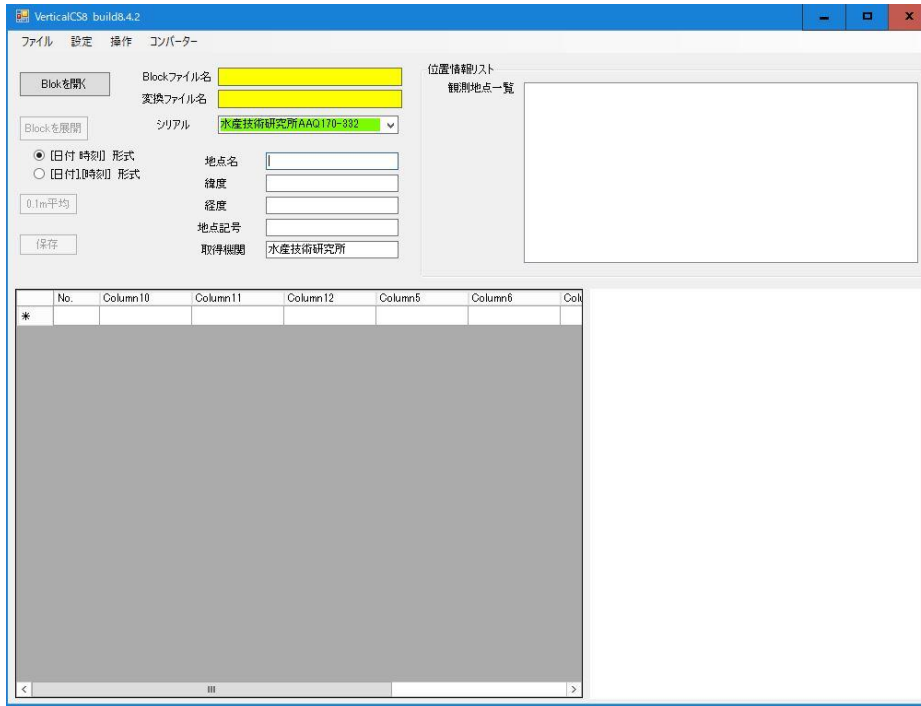 VerticalCS8 build8.4.2
ファイル 設定 操作 コンバーター
Blokを開く
Blockファイル名
変換ファイル名
Blockを展開
シリアル 水産技術研究所AAQ170-332
[日付 時刻] 形式
[日付],[時刻] 形式
0.1m平均
保存
地点名
緯度
経度
地点記号
取得機関 水産技術研究所
位置情報リスト
観測地点一覧
No. Column10 Column11 Column12 Column5 Column6 Colu